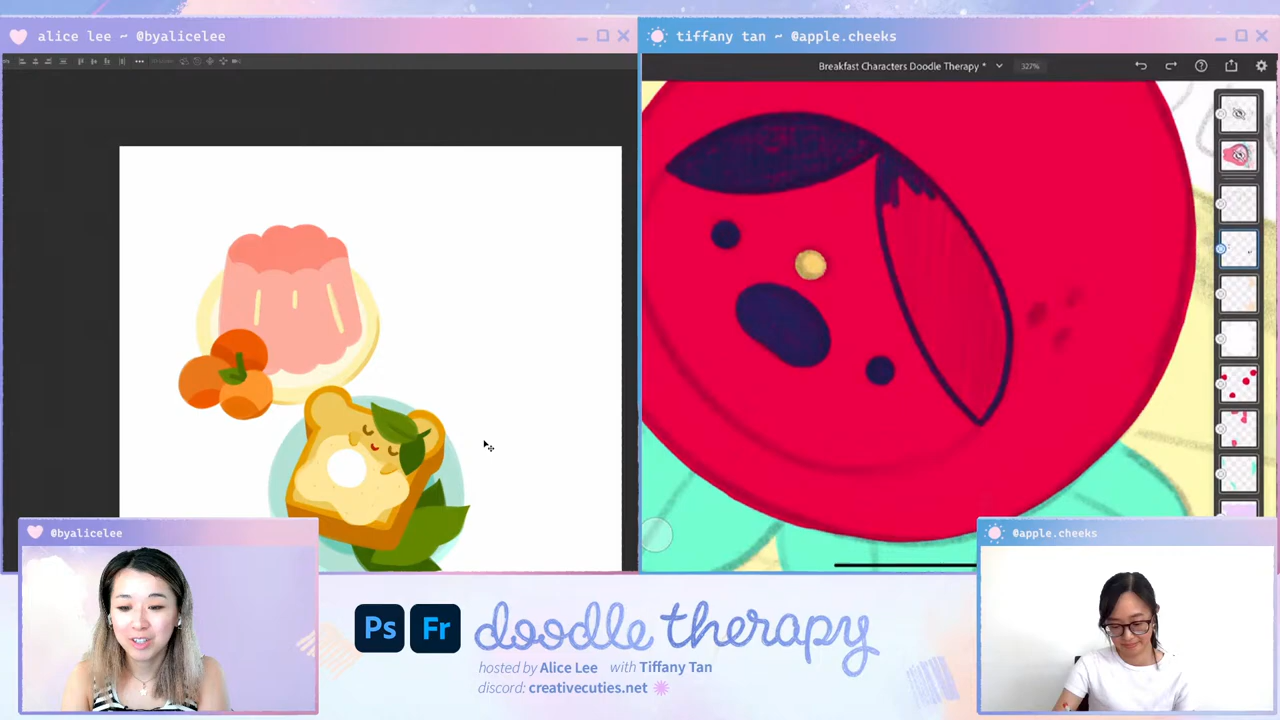 alice lee ~ @byalicelee
tiffany tan ~ @apple.cheeks
Breakfast Characters Doodle Therapy *
327%
@byalicelee
@apple.cheeks
Ps Fr doodle therapy
hosted by Alice Lee with Tiffany Tan
discord: creativecuties.net